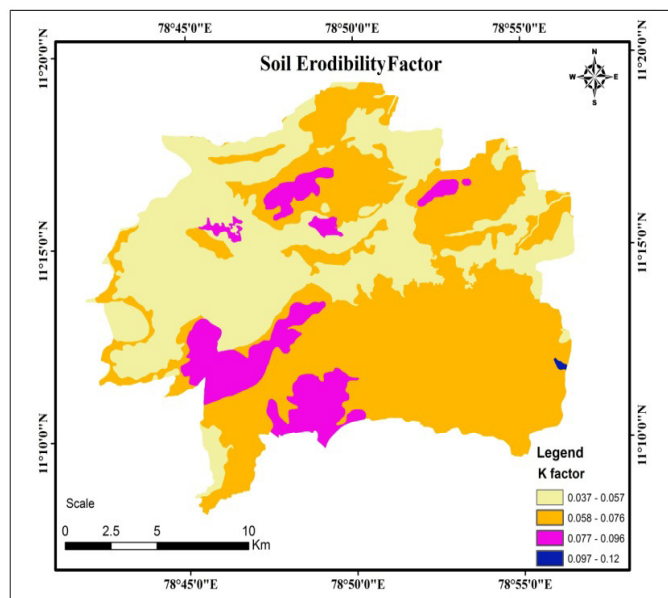 78°45'0"E 78°50'0"E 78°55'0"E
Soil Erodibility Factor
N
W E
S
11°20'0"N
11°20'0"N
11°15'0"N
11°15'0"N
11°10'0"N
11°10'0"N
Legend
K factor
0.037 - 0.057
0.058 - 0.076
0.077 - 0.096
0.097 - 0.12
Scale
0 2.5 5 10
Km
78°45'0"E 78°50'0"E 78°55'0"E